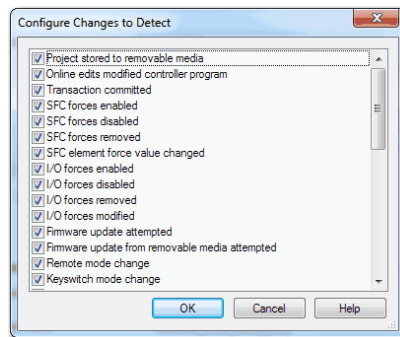 Configure Changes to Detect
Project stored to removable media
Online edits modified controller program
Transaction committed
SFC forces enabled
SFC forces disabled
SFC forces removed
SFC element force value changed
I/O forces enabled
I/O forces disabled
I/O forces removed
I/O forces modified
Firmware update attempted
Firmware update from removable media attempted
Remote mode change
Keyswitch mode change
OK Cancel Help